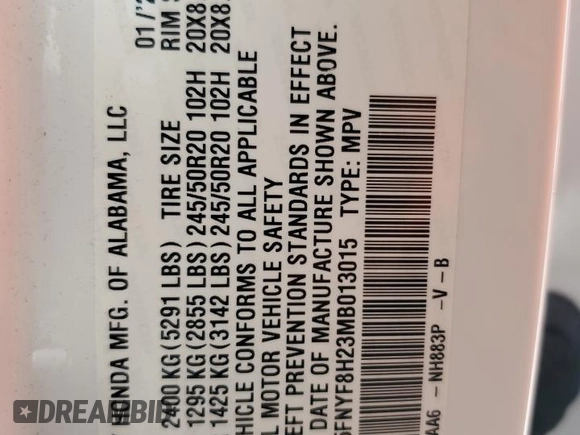 HONDA MFG. OF ALABAMA, LLC 01/'2
2400 KG (5291 LBS) TIRE SIZE RIM S
1295 KG (2855 LBS) 245/50R20 102H 20X8.
1425 KG (3142 LBS) 245/50R20 102H 20X8.
HICLE CONFORMS TO ALL APPLICABLE
L MOTOR VEHICLE SAFETY
EFT PREVENTION STANDARDS IN EFFECT
DATE OF MANUFACTURE SHOWN ABOVE.
5FNYF8H23MB013015 TYPE: MPV
AA6 - NH883P -V - B
DREAMBID